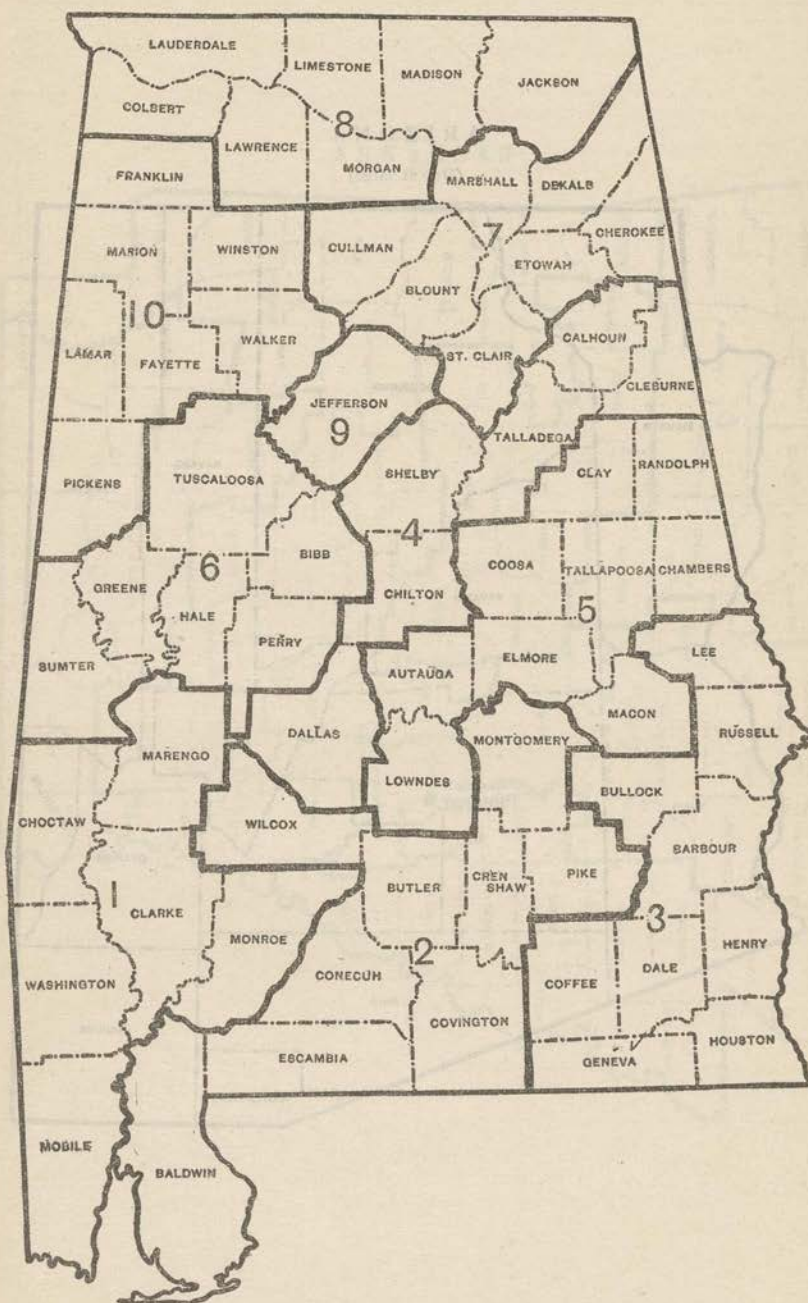 LAUDERDALE
LIMESTONE
MADISON
JACKSON
COLBERT
8
LAWRENCE
FRANKLIN
MORGAN
MARSHALL
DEKALB
7
CHEROKEE
MARION
WINSTON
CULLMAN
ETOWAH
BLOUNT
10
WALKER
CALHOUN
LAMAR
FAYETTE
ST. CLAIR
CLEBURNE
JEFFERSON
9
TALLADEGA
SHELBY
CLAY
RANDOLPH
PICKENS
TUSCALOOSA
4
BIBB
6
COOSA
TALLAPOOSA
CHAMBERS
GREENE
HALE
CHILTON
5
PERRY
LEE
SUMTER
AUTAUGA
ELMORE
MACON
DALLAS
MONTGOMERY
RUSSELL
MARENGO
LOWNDES
BULLOCK
CHOCTAW
WILCOX
BARBOUR
CREN
SHAW
BUTLER
PIKE
1
CLARKE
3
MONROE
2
HENRY
CONECUH
COFFEE
DALE
WASHINGTON
COVINGTON
HOUSTON
ESCAMBIA
GENEVA
MOBILE
BALDWIN